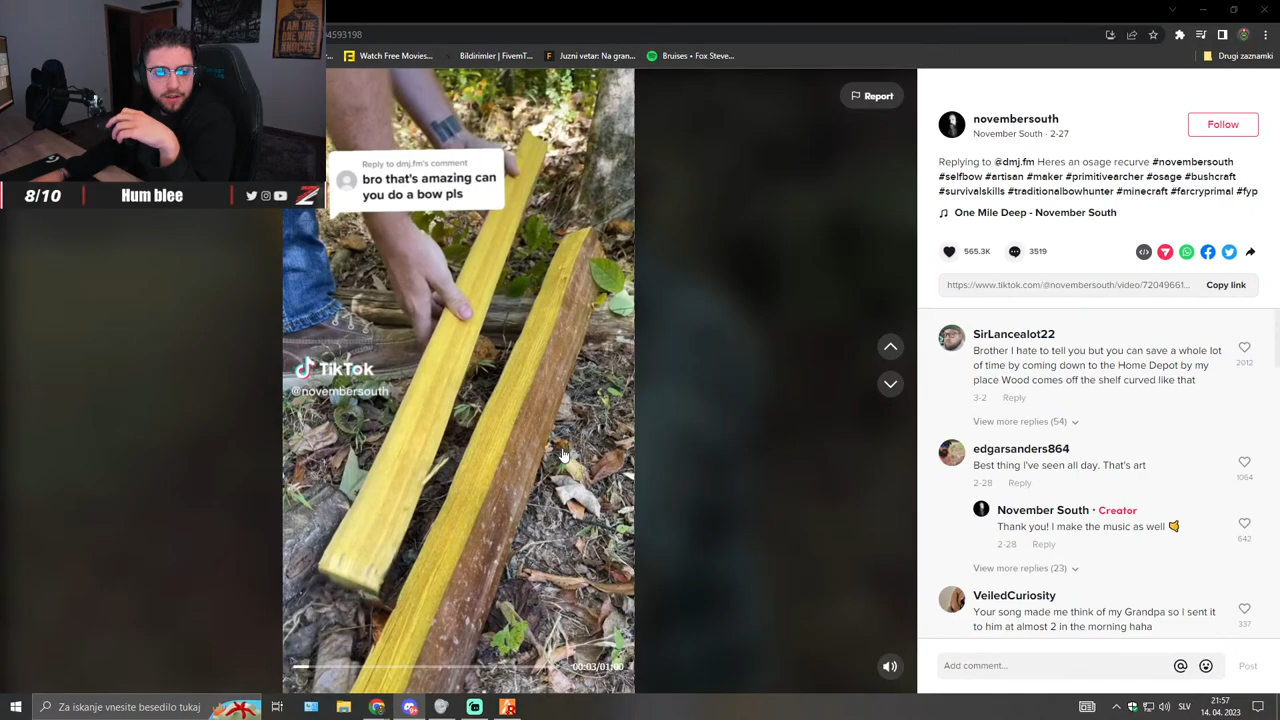 I AM
THE ONE
WHO
KNOCKS
04593198
Watch Free Movies...
Bildirimler | FivemT...
Juzni vetar: Na gran...
Bruises • Fox Steve...
Drugi zaznamki
8/10
Hum blee
Reply to dmj.fm's comment
bro that's amazing can
you do a bow pls
TikTok
@novembersouth
00:03/01:00
Report
novembersouth
November South · 2-27
Follow
Replying to @dmj.fm Heres an osage recurve #novembersouth
#selfbow #artisan #maker #primitivearcher #osage #bushcraft
#survivalskills #traditionalbowhunter #minecraft #farcryprimal #fyp
One Mile Deep - November South
565.3K
3519
https://www.tiktok.com/@novembersouth/video/72049661...
Copy link
SirLancealot22
Brother I hate to tell you but you can save a whole lot
of time by coming down to the Home Depot by my
place Wood comes off the shelf curved like that
2012
3-2 Reply
View more replies (54)
edgarsanders864
Best thing I've seen all day. That's art
1064
2-28 Reply
November South · Creator
Thank you! I make the music as well
642
2-28 Reply
View more replies (23)
VeiledCuriosity
Your song made me think of my Grandpa so I sent it
to him at almost 2 in the morning haha
337
Add comment...
Post
Za iskanje vnesite besedilo tukaj
SLV
21:57
14. 04. 2023